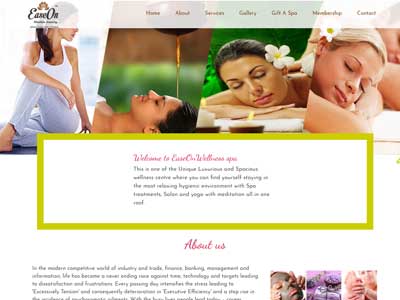 EaseOn
Home About Services Gallery Gift A Spa Membership Contact
Welcome to EaseOnWellness spa
This is one of the Unique Luxurious and Spacious
wellness centre where you can find yourself staying in
the most relaxing hygienic environment with Spa
treatments, Salon and yoga with meditation all in one
roof.
About us
In the modern competitive world of industry and trade, finance, banking, management and
information, life has become a never ending race against time, technology and targets leading
to dissatisfaction and frustrations. Every passing day intensifies the stress leading to
'Excessively Tension' and consequently deterioration in 'Executive Efficiency' and a step rise in